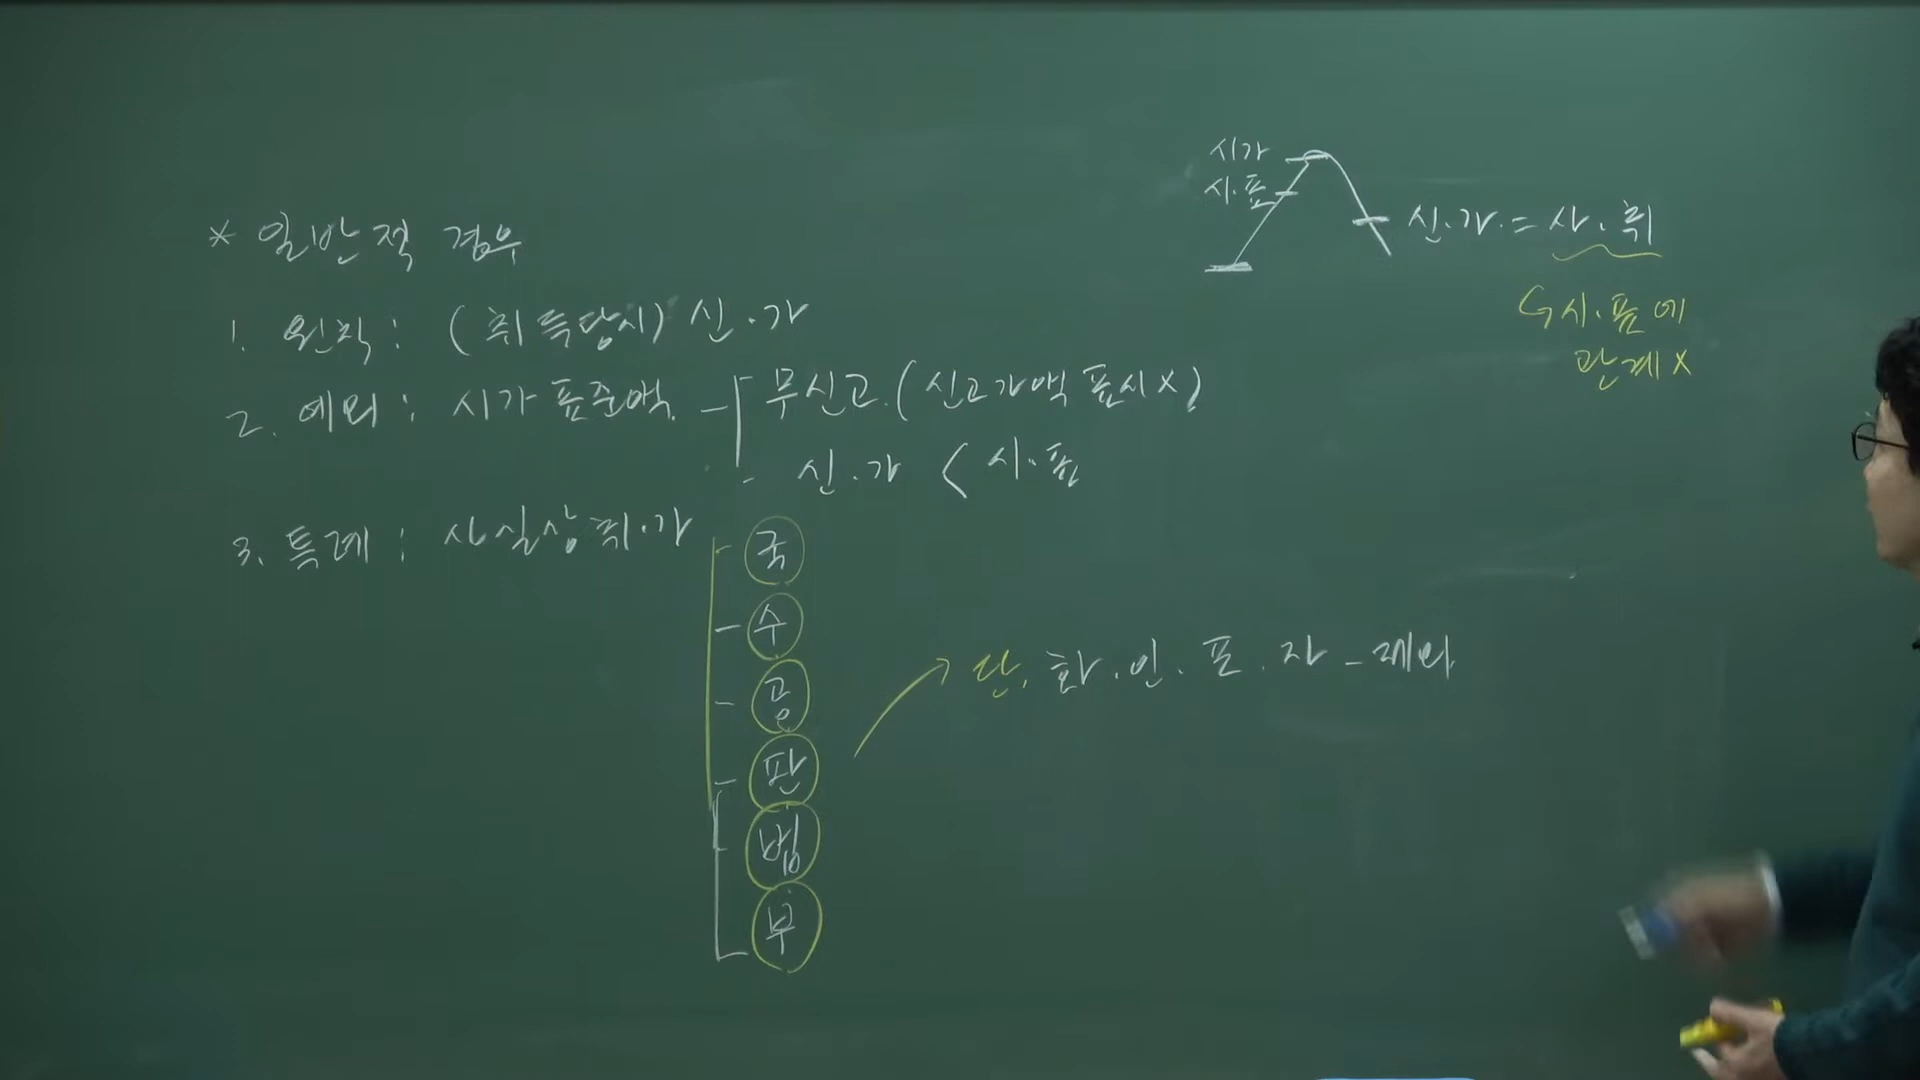 * 일반적 경우
1. 원칙 : (취득당시) 신.가
2. 예외 : 시가표준액
무신고.(신고가액 표시 X)
신.가 < 시.표
3. 특례 : 사실상 취.가
국
수
공
판
법
부
단, 화.인.포.자 - 제외
시가
시.표
신.가. = 사.취
시.표에
관계 X